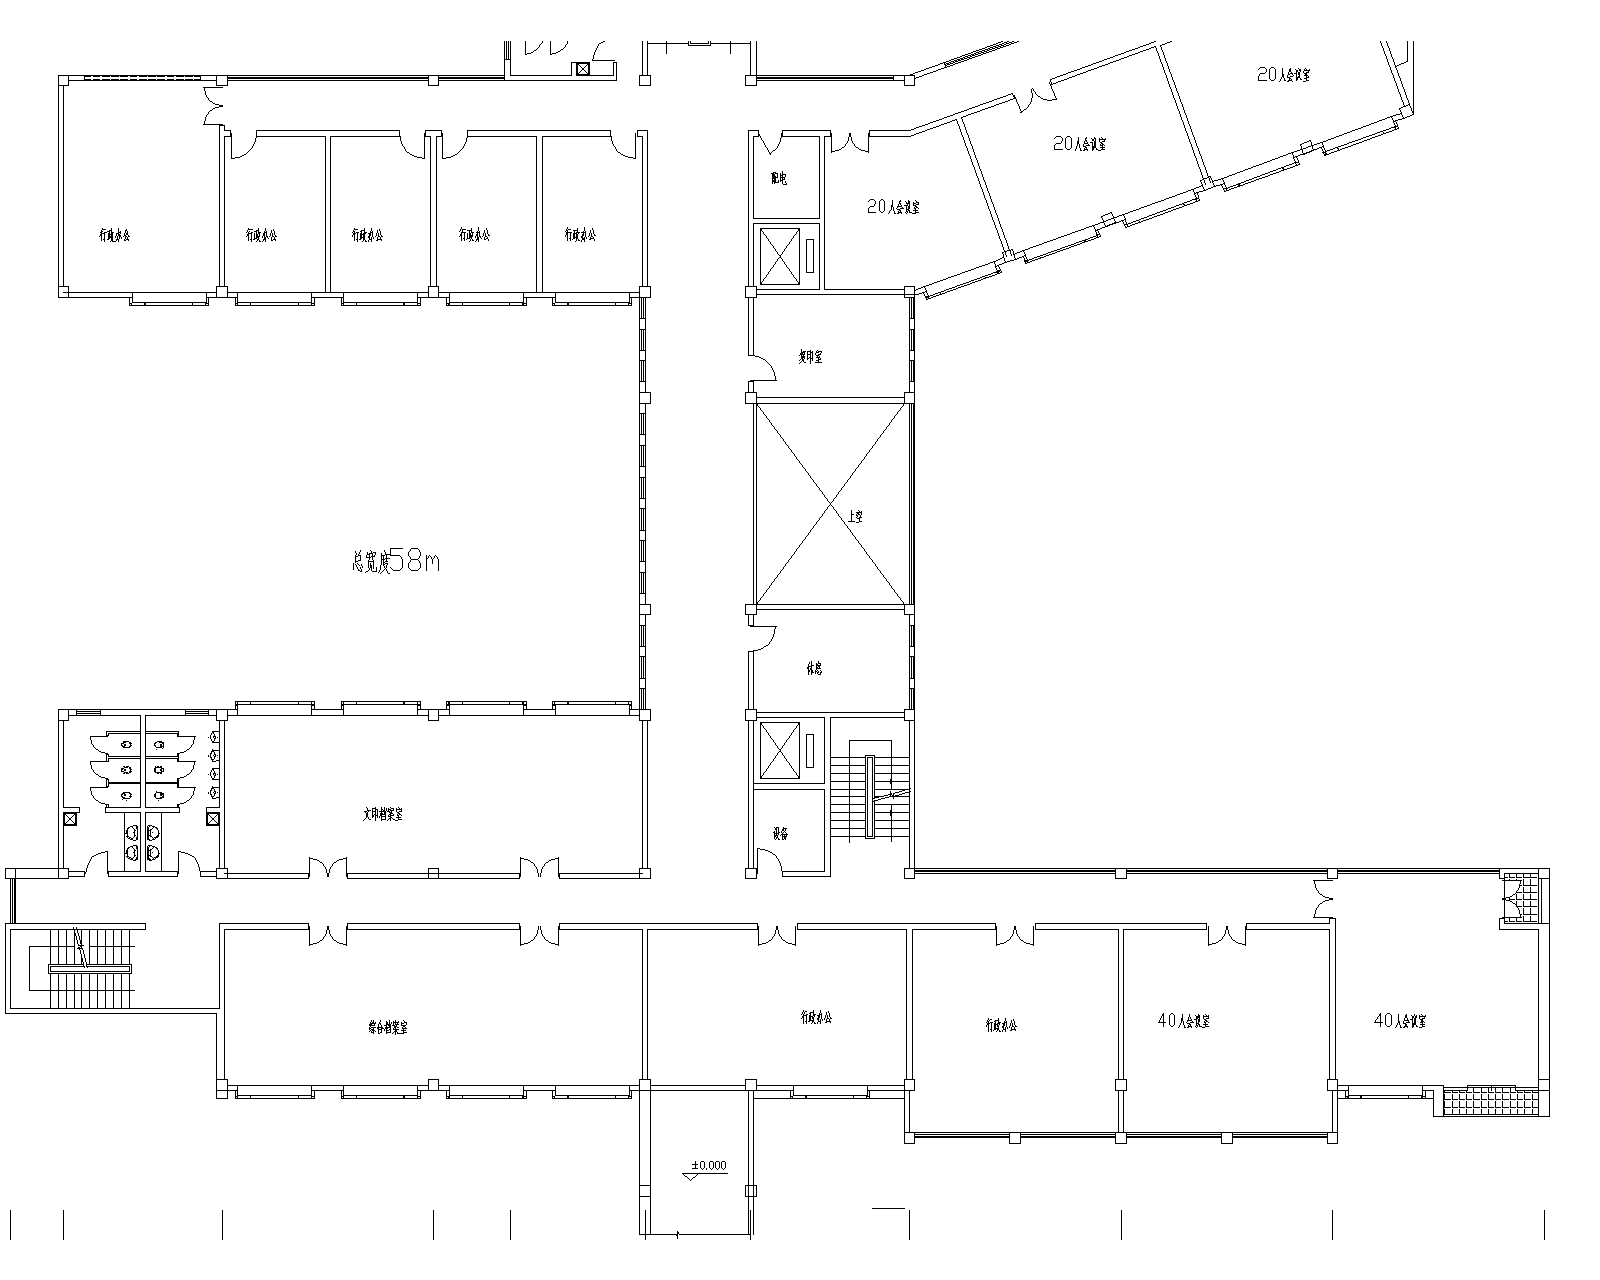 20人会议室
20人会议室
配电
20人会议室
行政办公
行政办公
行政办公
行政办公
行政办公
复印室
上空
总宽度58m
休息
文印档案室
设备
行政办公
行政办公
40人会议室
40人会议室
综合档案室
±0.000